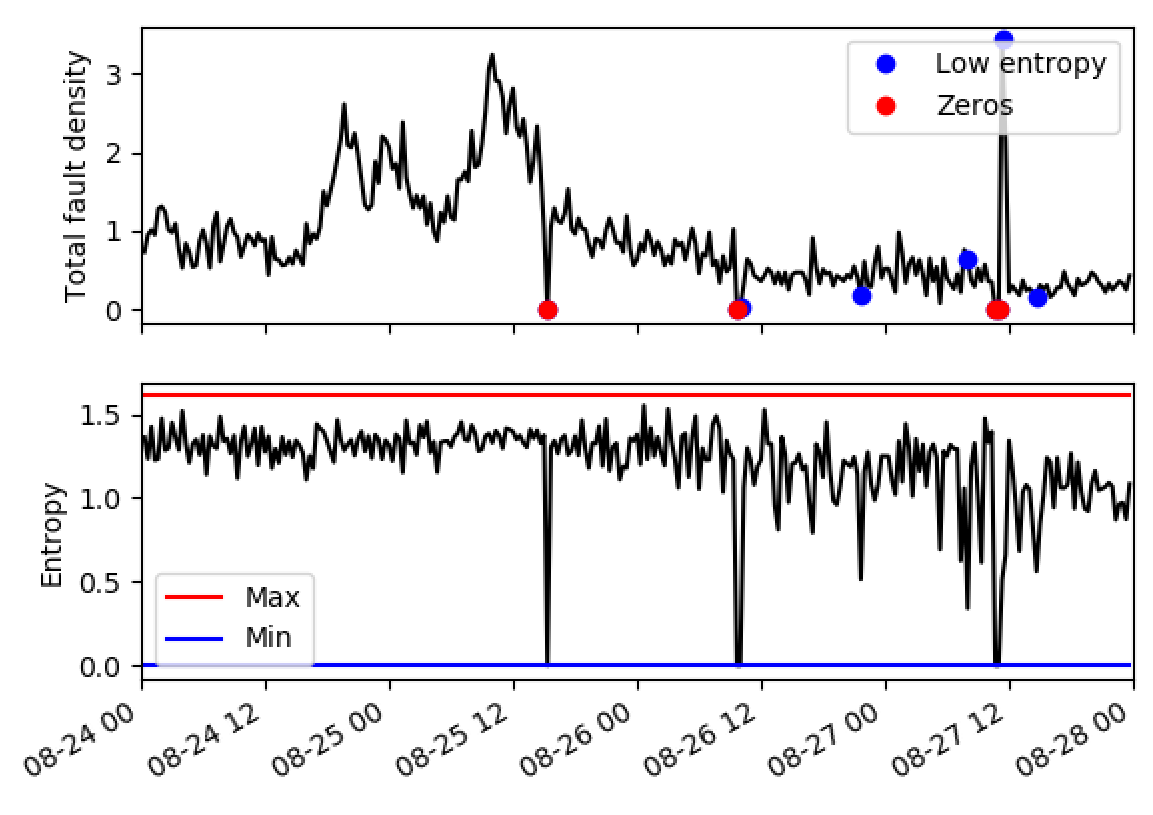 Total fault density
3
2
1
0
Low entropy
Zeros
Entropy
1.5
1.0
0.5
0.0
Max
Min
08-24 00
08-24 12
08-25 00
08-25 12
08-26 00
08-26 12
08-27 00
08-27 12
08-28 00